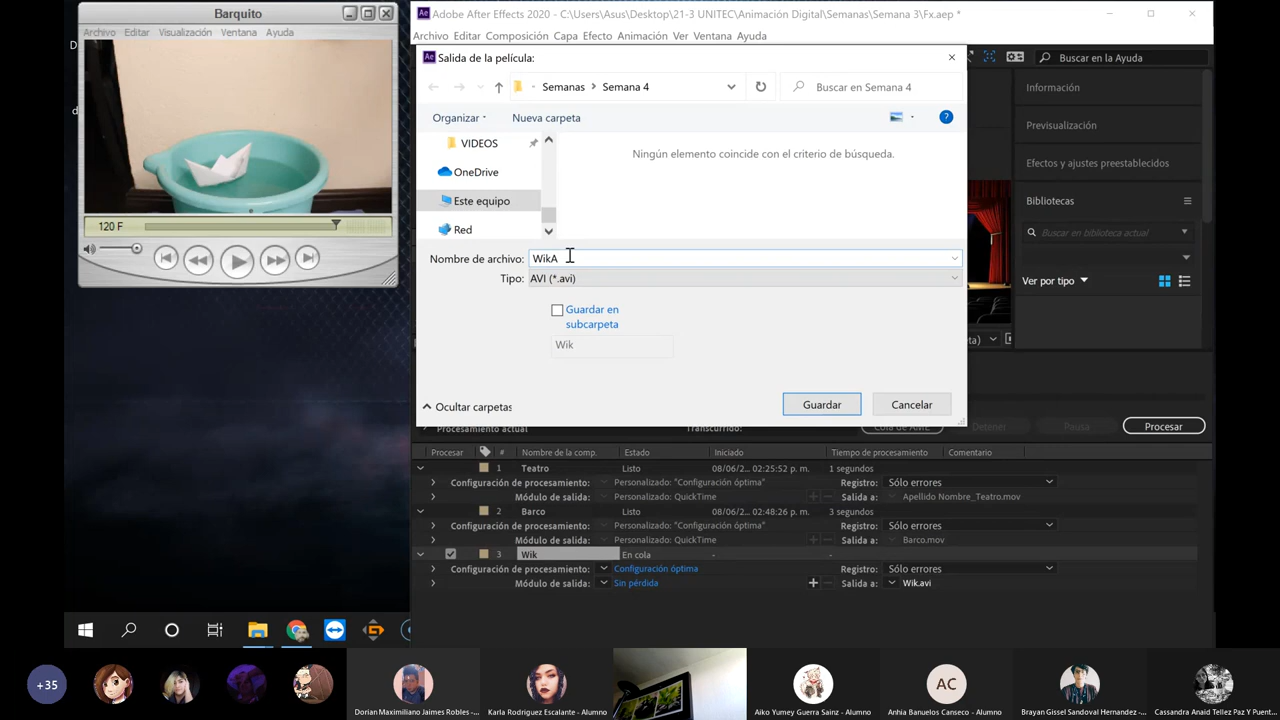 Barquito
Archivo Editar Visualización Ventana Ayuda
120 F
D
d
Adobe After Effects 2020 - C:\Users\Asus\Desktop\21-3 UNITEC\Animación Digital\Semanas\Semana 3\Fx.aep *
Archivo Editar Composición Capa Efecto Animación Ver Ventana Ayuda
Salida de la película:
Semanas > Semana 4
Buscar en Semana 4
Organizar
Nueva carpeta
VIDEOS
OneDrive
Este equipo
Red
Ningún elemento coincide con el criterio de búsqueda.
Nombre de archivo: WikA
Tipo: AVI (*.avi)
Guardar en
subcarpeta
Wik
Ocultar carpetas
Guardar
Cancelar
Buscar en la Ayuda
Información
Previsualización
Efectos y ajustes preestablecidos
Bibliotecas
Buscar en biblioteca actual
Ver por tipo
Procesamiento actual
Transcurrido:
Cola de AME
Detener
Pausa
Procesar
Procesar # Nombre de la comp. Estado Iniciado Tiempo de procesamiento Comentario
1 Teatro Listo 08/06/2... 02:25:52 p. m. 1 segundos
Configuración de procesamiento: Personalizado: "Configuración óptima" Registro: Sólo errores
Módulo de salida: Personalizado: QuickTime Salida a: Apellido Nombre_Teatro.mov
2 Barco Listo 08/06/2... 02:48:26 p. m. 3 segundos
Configuración de procesamiento: Personalizado: "Configuración óptima" Registro: Sólo errores
Módulo de salida: Personalizado: QuickTime Salida a: Barco.mov
3 Wik En cola - -
Configuración de procesamiento: Configuración óptima Registro: Sólo errores
Módulo de salida: Sin pérdida Salida a: Wik.avi
+35
AC
Dorian Maximiliano Jaimes Robles -...
Karla Rodriguez Escalante - Alumno
Aiko Yumey Guerra Sainz - Alumno
Anhia Banuelos Canseco - Alumno
Brayan Gissel Sandoval Hernandez -...
Cassandra Anaid Tellez Paz Y Puent...